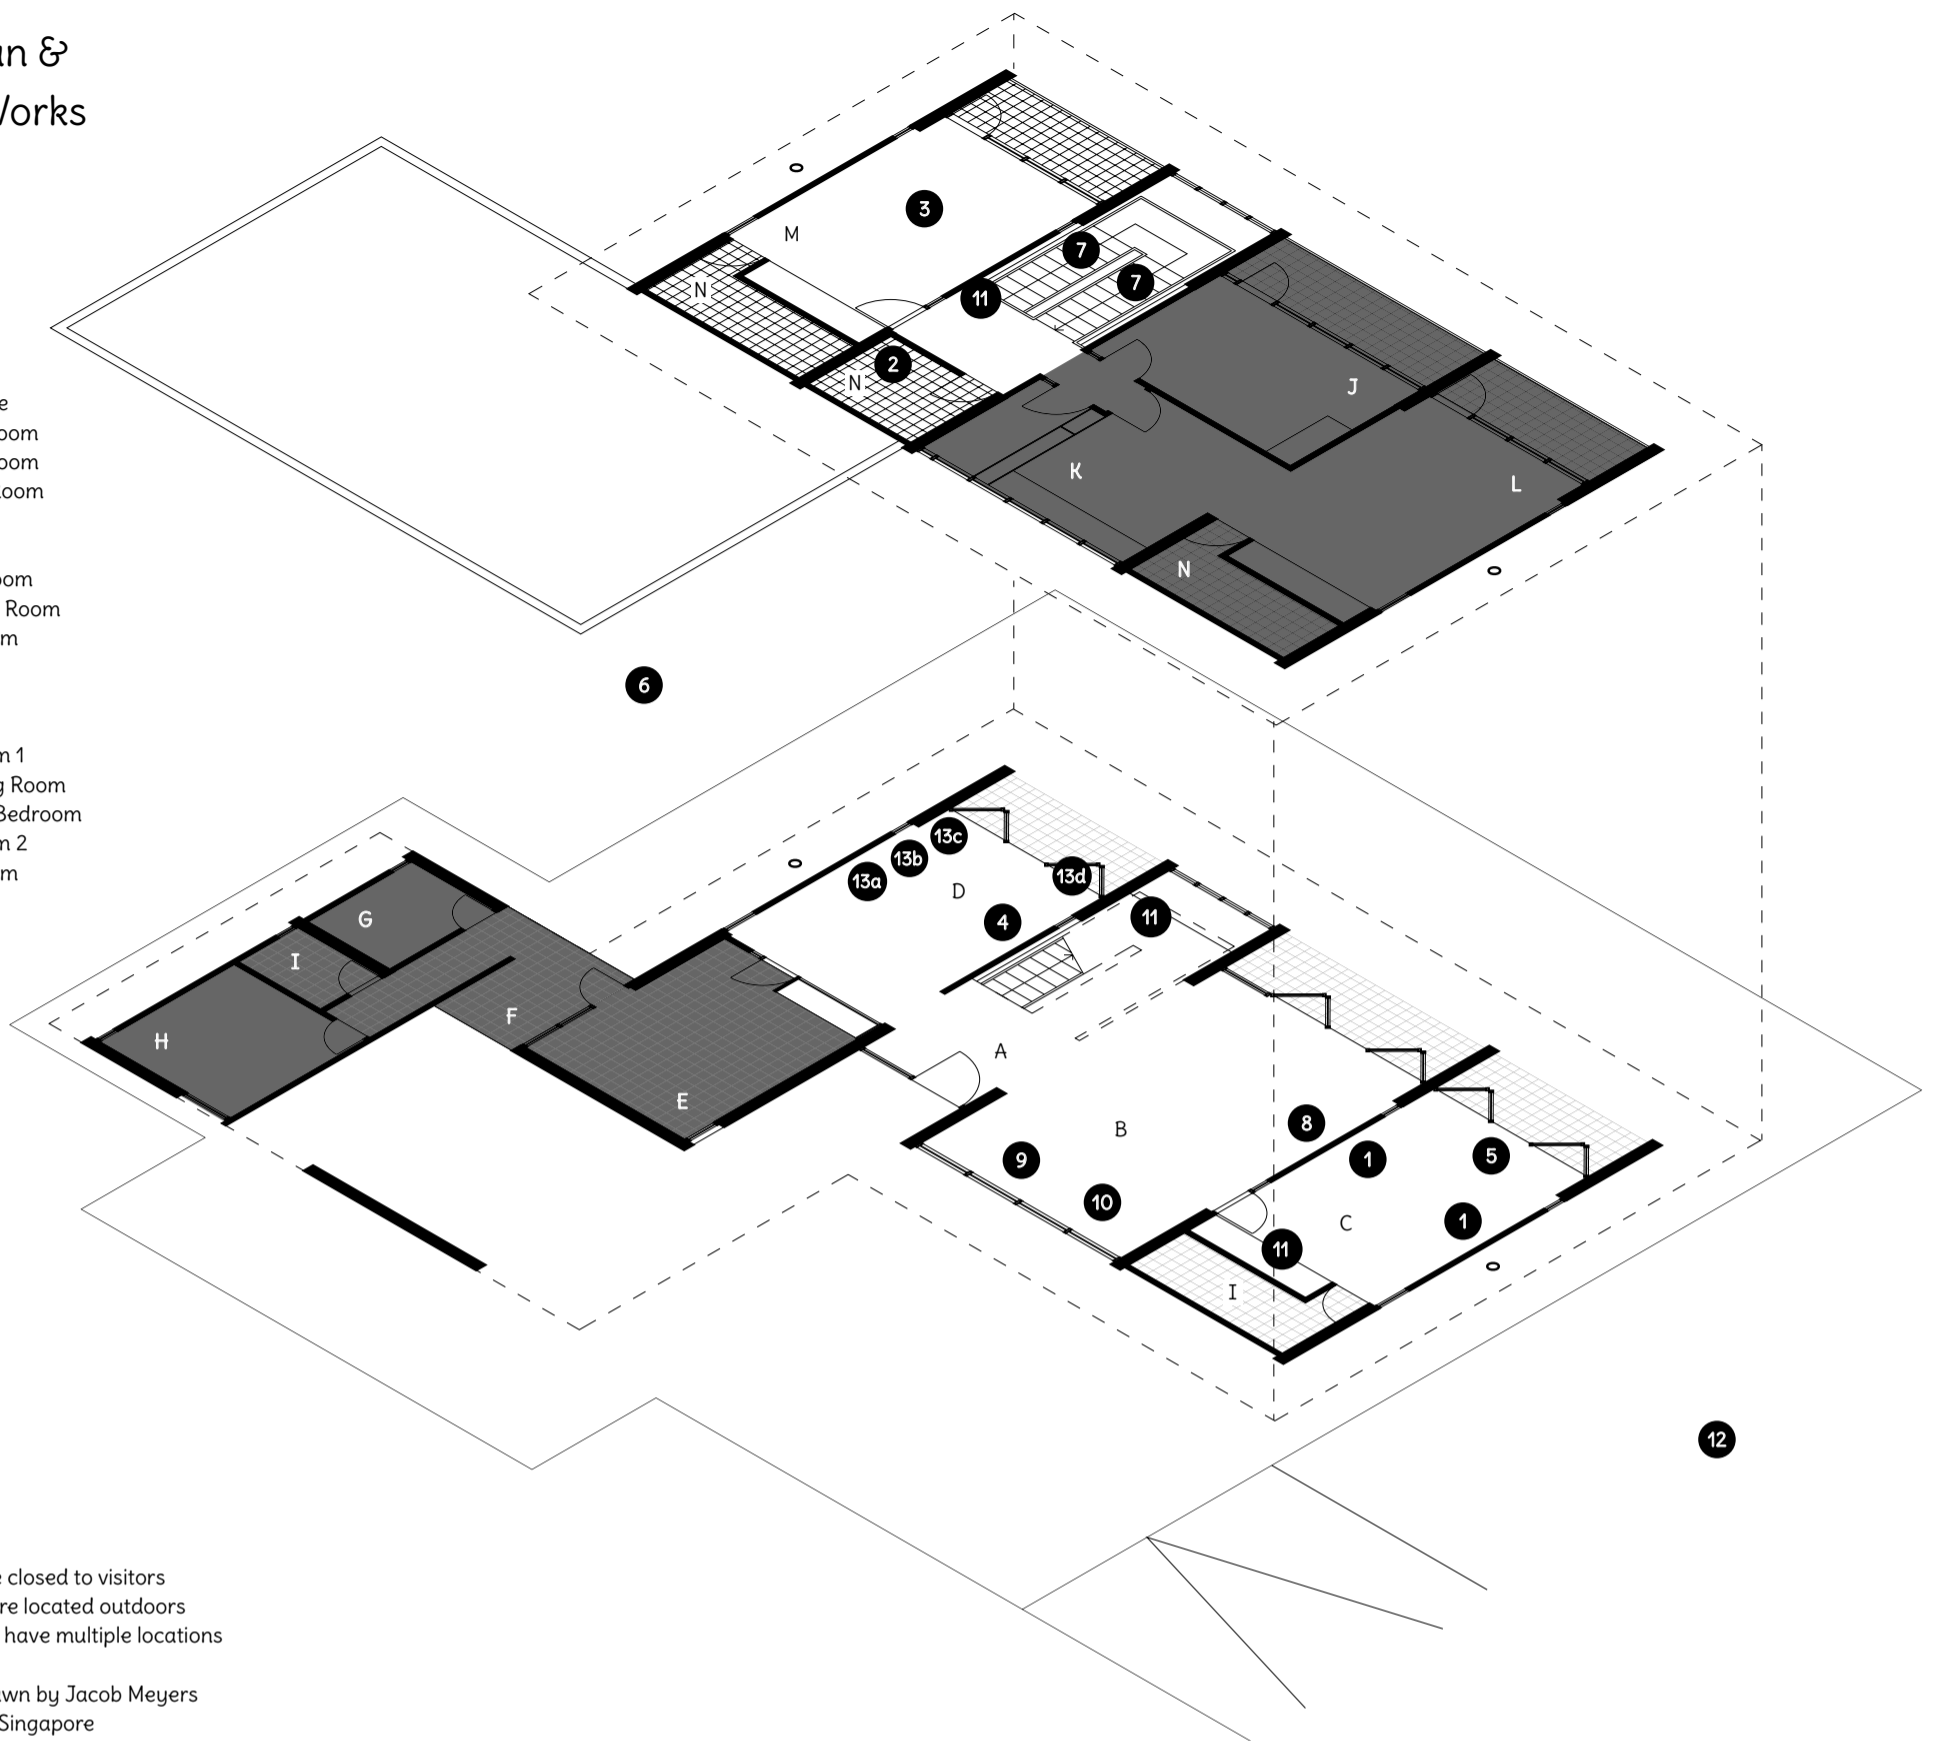 an &
Works
e
oom
oom
oom
oom
Room
m
m 1
g Room
Bedroom
m 2
m
3
M
7
N
7
11
2
N
J
K
L
N
6
13c
13b
13a
13d
D
11
G
4
I
F
H
A
E
8
B
5
9
1
10
1
C
11
I
12
closed to visitors
re located outdoors
have multiple locations
wn by Jacob Meyers
Singapore